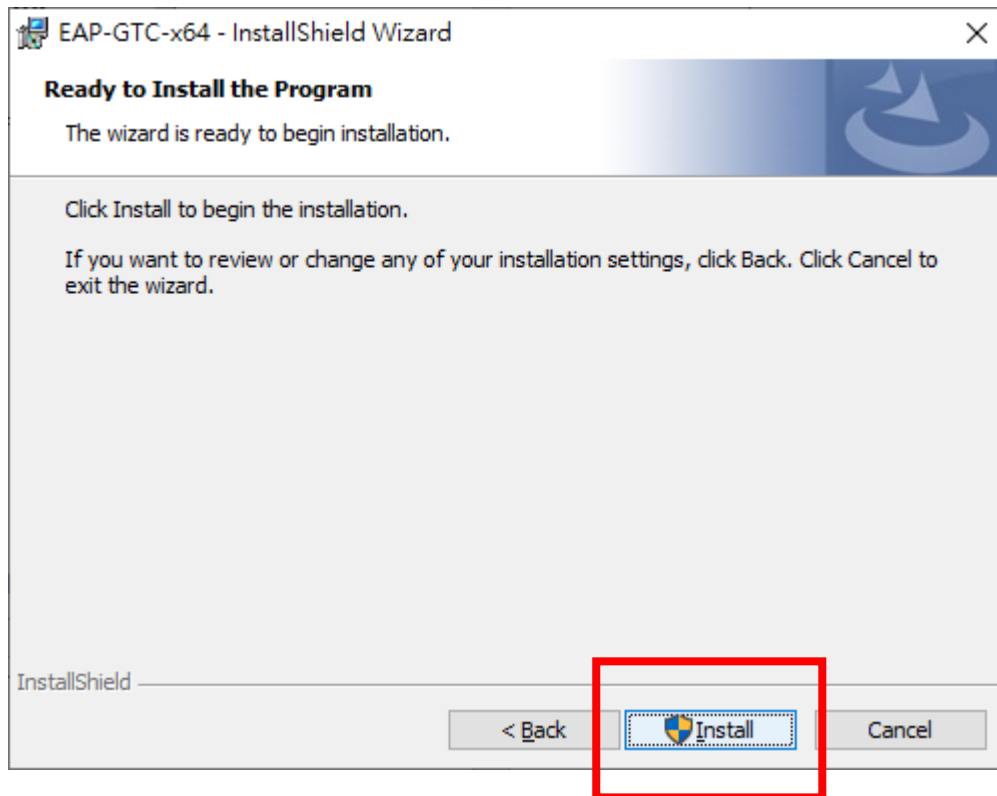 EAP-GTC-x64 - InstallShield Wizard
Ready to Install the Program
The wizard is ready to begin installation.
Click Install to begin the installation.
If you want to review or change any of your installation settings, click Back. Click Cancel to
exit the wizard.
InstallShield
< Back
Install
Cancel